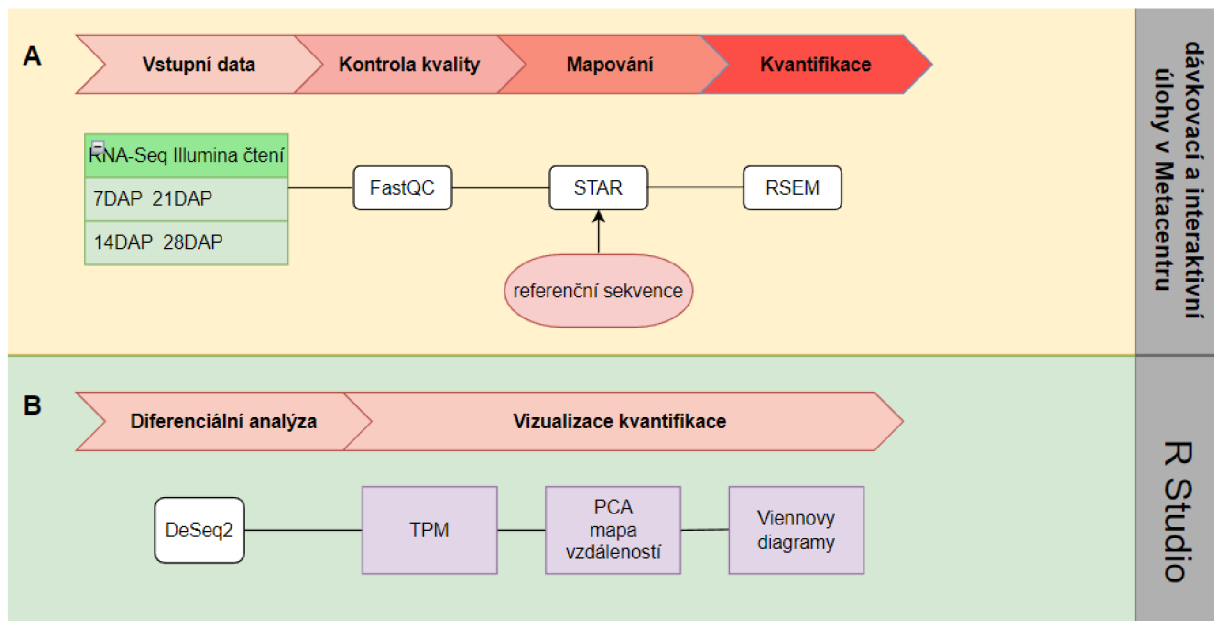 A
Vstupní data
Kontrola kvality
Mapování
Kvantifikace
RNA-Seq Illumina čtení
7DAP 21DAP
14DAP 28DAP
FastQC
STAR
RSEM
referenční sekvence
dávkovací a interaktivní
úlohy v Metacentru
B
Diferenciální analýza
Vizualizace kvantifikace
DeSeq2
TPM
PCA
mapa
vzdáleností
Viennovy
diagramy
R Studio